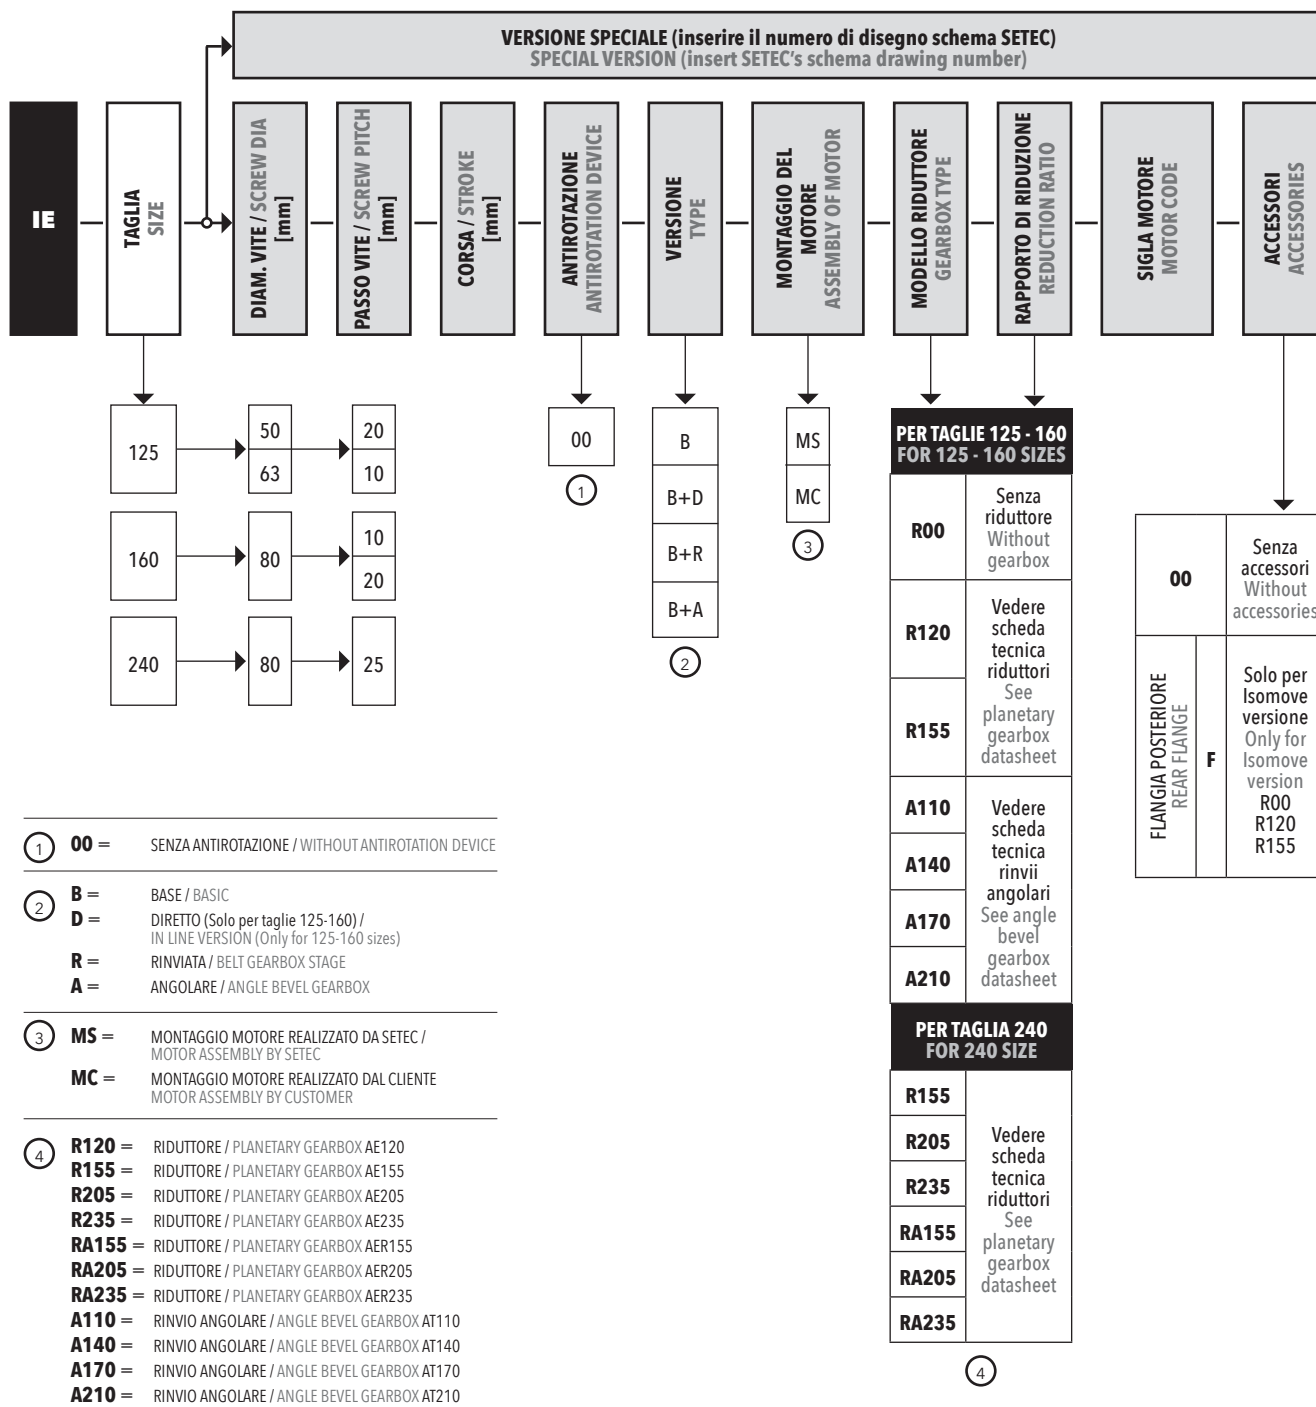 VERSIONE SPECIALE (inserire il numero di disegno schema SETEC)
SPECIAL VERSION (insert SETEC's schema drawing number)
IE
TAGLIA
SIZE
DIAM. VITE / SCREW DIA
[mm]
PASSO VITE / SCREW PITCH
[mm]
CORSA / STROKE
[mm]
ANTIROTAZIONE
ANTIROTATION DEVICE
VERSIONE
TYPE
MONTAGGIO DEL
MOTORE
ASSEMBLY OF MOTOR
MODELLO RIDUTTORE
GEARBOX TYPE
RAPPORTO DI RIDUZIONE
REDUCTION RATIO
SIGLA MOTORE
MOTOR CODE
ACCESSORI
ACCESSORIES
125
50
63
20
10
160
80
10
20
240
80
25
00
1
B
B+D
B+R
B+A
2
MS
MC
3
PER TAGLIE 125 - 160
FOR 125 - 160 SIZES
R00
Senza
riduttore
Without
gearbox
R120
R155
Vedere
scheda
tecnica
riduttori
See
planetary
gearbox
datasheet
A110
A140
A170
A210
Vedere
scheda
tecnica
rinvii
angolari
See angle
bevel
gearbox
datasheet
PER TAGLIA 240
FOR 240 SIZE
R155
R205
R235
RA155
RA205
RA235
Vedere
scheda
tecnica
riduttori
See
planetary
gearbox
datasheet
4
00
Senza
accessori
Without
accessories
FLANGIA POSTERIORE
REAR FLANGE
F
Solo per
Isomove
versione
Only for
Isomove
version
R00
R120
R155
1 00 = SENZA ANTIROTAZIONE / WITHOUT ANTIROTATION DEVICE
2 B = BASE / BASIC
D = DIRETTO (Solo per taglie 125-160) /
IN LINE VERSION (Only for 125-160 sizes)
R = RINVIATA / BELT GEARBOX STAGE
A = ANGOLARE / ANGLE BEVEL GEARBOX
3 MS = MONTAGGIO MOTORE REALIZZATO DA SETEC /
MOTOR ASSEMBLY BY SETEC
MC = MONTAGGIO MOTORE REALIZZATO DAL CLIENTE
MOTOR ASSEMBLY BY CUSTOMER
4 R120 = RIDUTTORE / PLANETARY GEARBOX AE120
R155 = RIDUTTORE / PLANETARY GEARBOX AE155
R205 = RIDUTTORE / PLANETARY GEARBOX AE205
R235 = RIDUTTORE / PLANETARY GEARBOX AE235
RA155 = RIDUTTORE / PLANETARY GEARBOX AER155
RA205 = RIDUTTORE / PLANETARY GEARBOX AER205
RA235 = RIDUTTORE / PLANETARY GEARBOX AER235
A110 = RINVIO ANGOLARE / ANGLE BEVEL GEARBOX AT110
A140 = RINVIO ANGOLARE / ANGLE BEVEL GEARBOX AT140
A170 = RINVIO ANGOLARE / ANGLE BEVEL GEARBOX AT170
A210 = RINVIO ANGOLARE / ANGLE BEVEL GEARBOX AT210